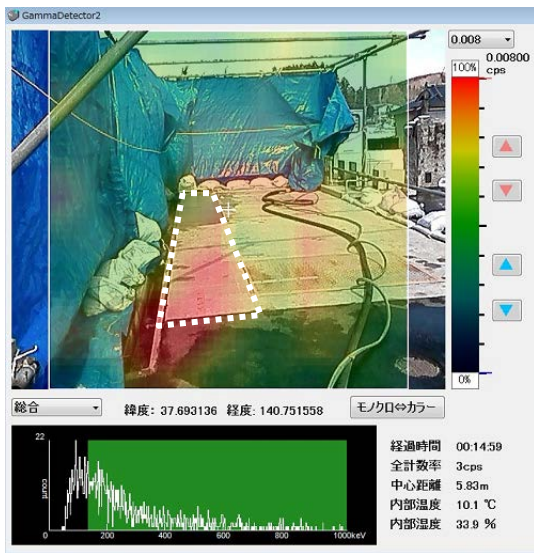 GammaDetector2
0.008
0.00800
cps
100%
0%
総合
緯度: 37.693136 経度: 140.751558
モノクロ⇔カラー
22
count
0 200 400 600 800 1000keV
経過時間 00:14:59
全計数率 3cps
中心距離 5.83m
内部温度 10.1 ℃
内部湿度 33.9 %